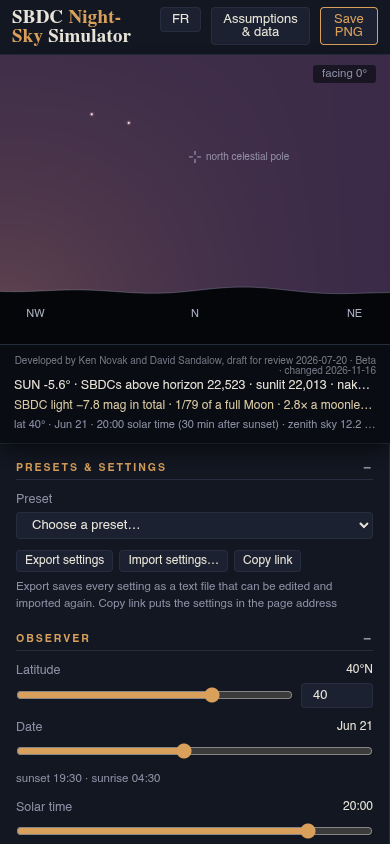 SBDC Night-
Sky Simulator
FR
Assumptions
& data
Save
PNG
facing 0°
north celestial pole
NW
N
NE
Developed by Ken Novak and David Sandalow, draft for review 2026-07-20 · Beta
· changed 2026-11-16
SUN -5.6° · SBDCs above horizon 22,523 · sunlit 22,013 · nak…
SBDC light −7.8 mag in total · 1/79 of a full Moon · 2.8× a moonle…
lat 40° · Jun 21 · 20:00 solar time (30 min after sunset) · zenith sky 12.2 …
PRESETS & SETTINGS
−
Preset
Choose a preset…
Export settings
Import settings…
Copy link
Export saves every setting as a text file that can be edited and
imported again. Copy link puts the settings in the page address
OBSERVER
−
Latitude
40°N
40
Date
Jun 21
sunset 19:30 · sunrise 04:30
Solar time
20:00